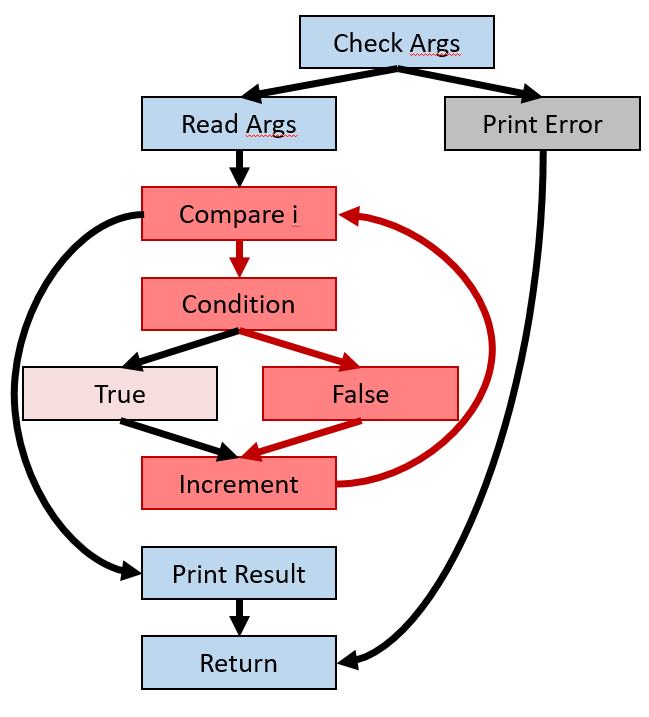 Check Args
Read Args
Print Error
Compare i
Condition
True
False
Increment
Print Result
Return